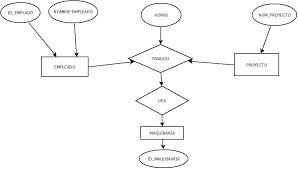 ID_EMPLEADO
NOMBRE-EMPLEADO
HORAS
NUM_PROYECTO
EMPLEADO
TRABAJO
PROYECTO
USA
MAQUINARIA
ID_MAQUINARIA